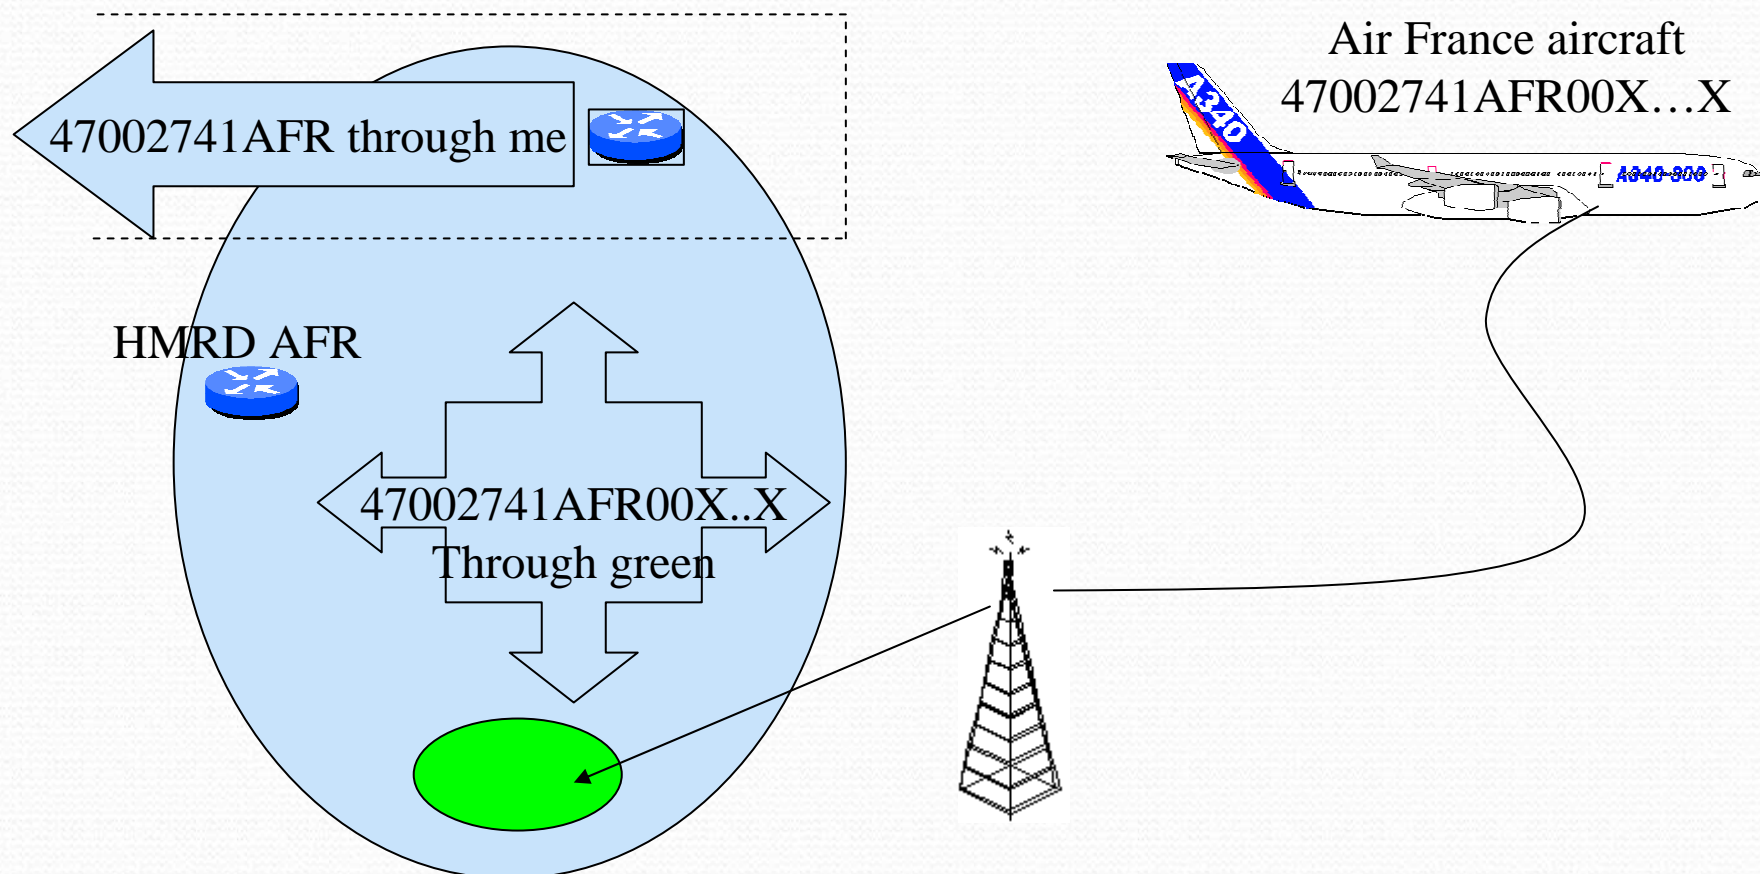 Air France aircraft
47002741AFR00X...X
A340
A340-300
47002741AFR through me
HMRD AFR
47002741AFR00X..X
Through green